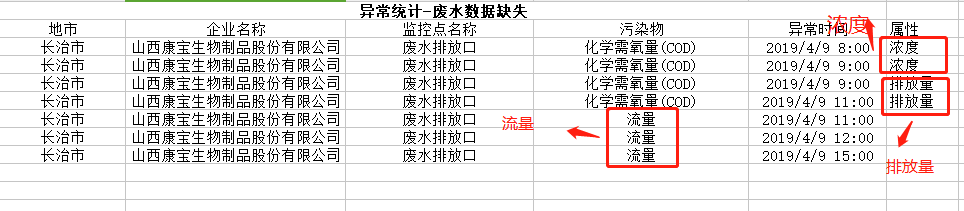 异常统计-废水数据缺失
浓度
地市 企业名称 监控点名称 污染物 异常时间 属性
长治市 山西康宝生物制品股份有限公司 废水排放口 化学需氧量(COD) 2019/4/9 8:00 浓度
长治市 山西康宝生物制品股份有限公司 废水排放口 化学需氧量(COD) 2019/4/9 9:00 浓度
长治市 山西康宝生物制品股份有限公司 废水排放口 化学需氧量(COD) 2019/4/9 9:00 排放量
长治市 山西康宝生物制品股份有限公司 废水排放口 化学需氧量(COD) 2019/4/9 11:00 排放量
长治市 山西康宝生物制品股份有限公司 废水排放口 流量 2019/4/9 11:00
流量
长治市 山西康宝生物制品股份有限公司 废水排放口 流量 2019/4/9 12:00
长治市 山西康宝生物制品股份有限公司 废水排放口 流量 2019/4/9 15:00
排放量